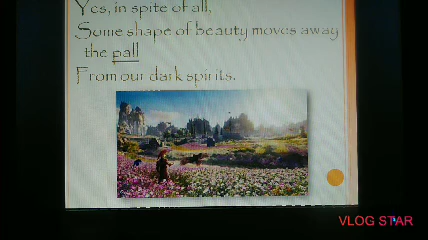 Yes, in spite of all,
Some shape of beauty moves away
the pall
From our dark spirits.
VLOG STAR